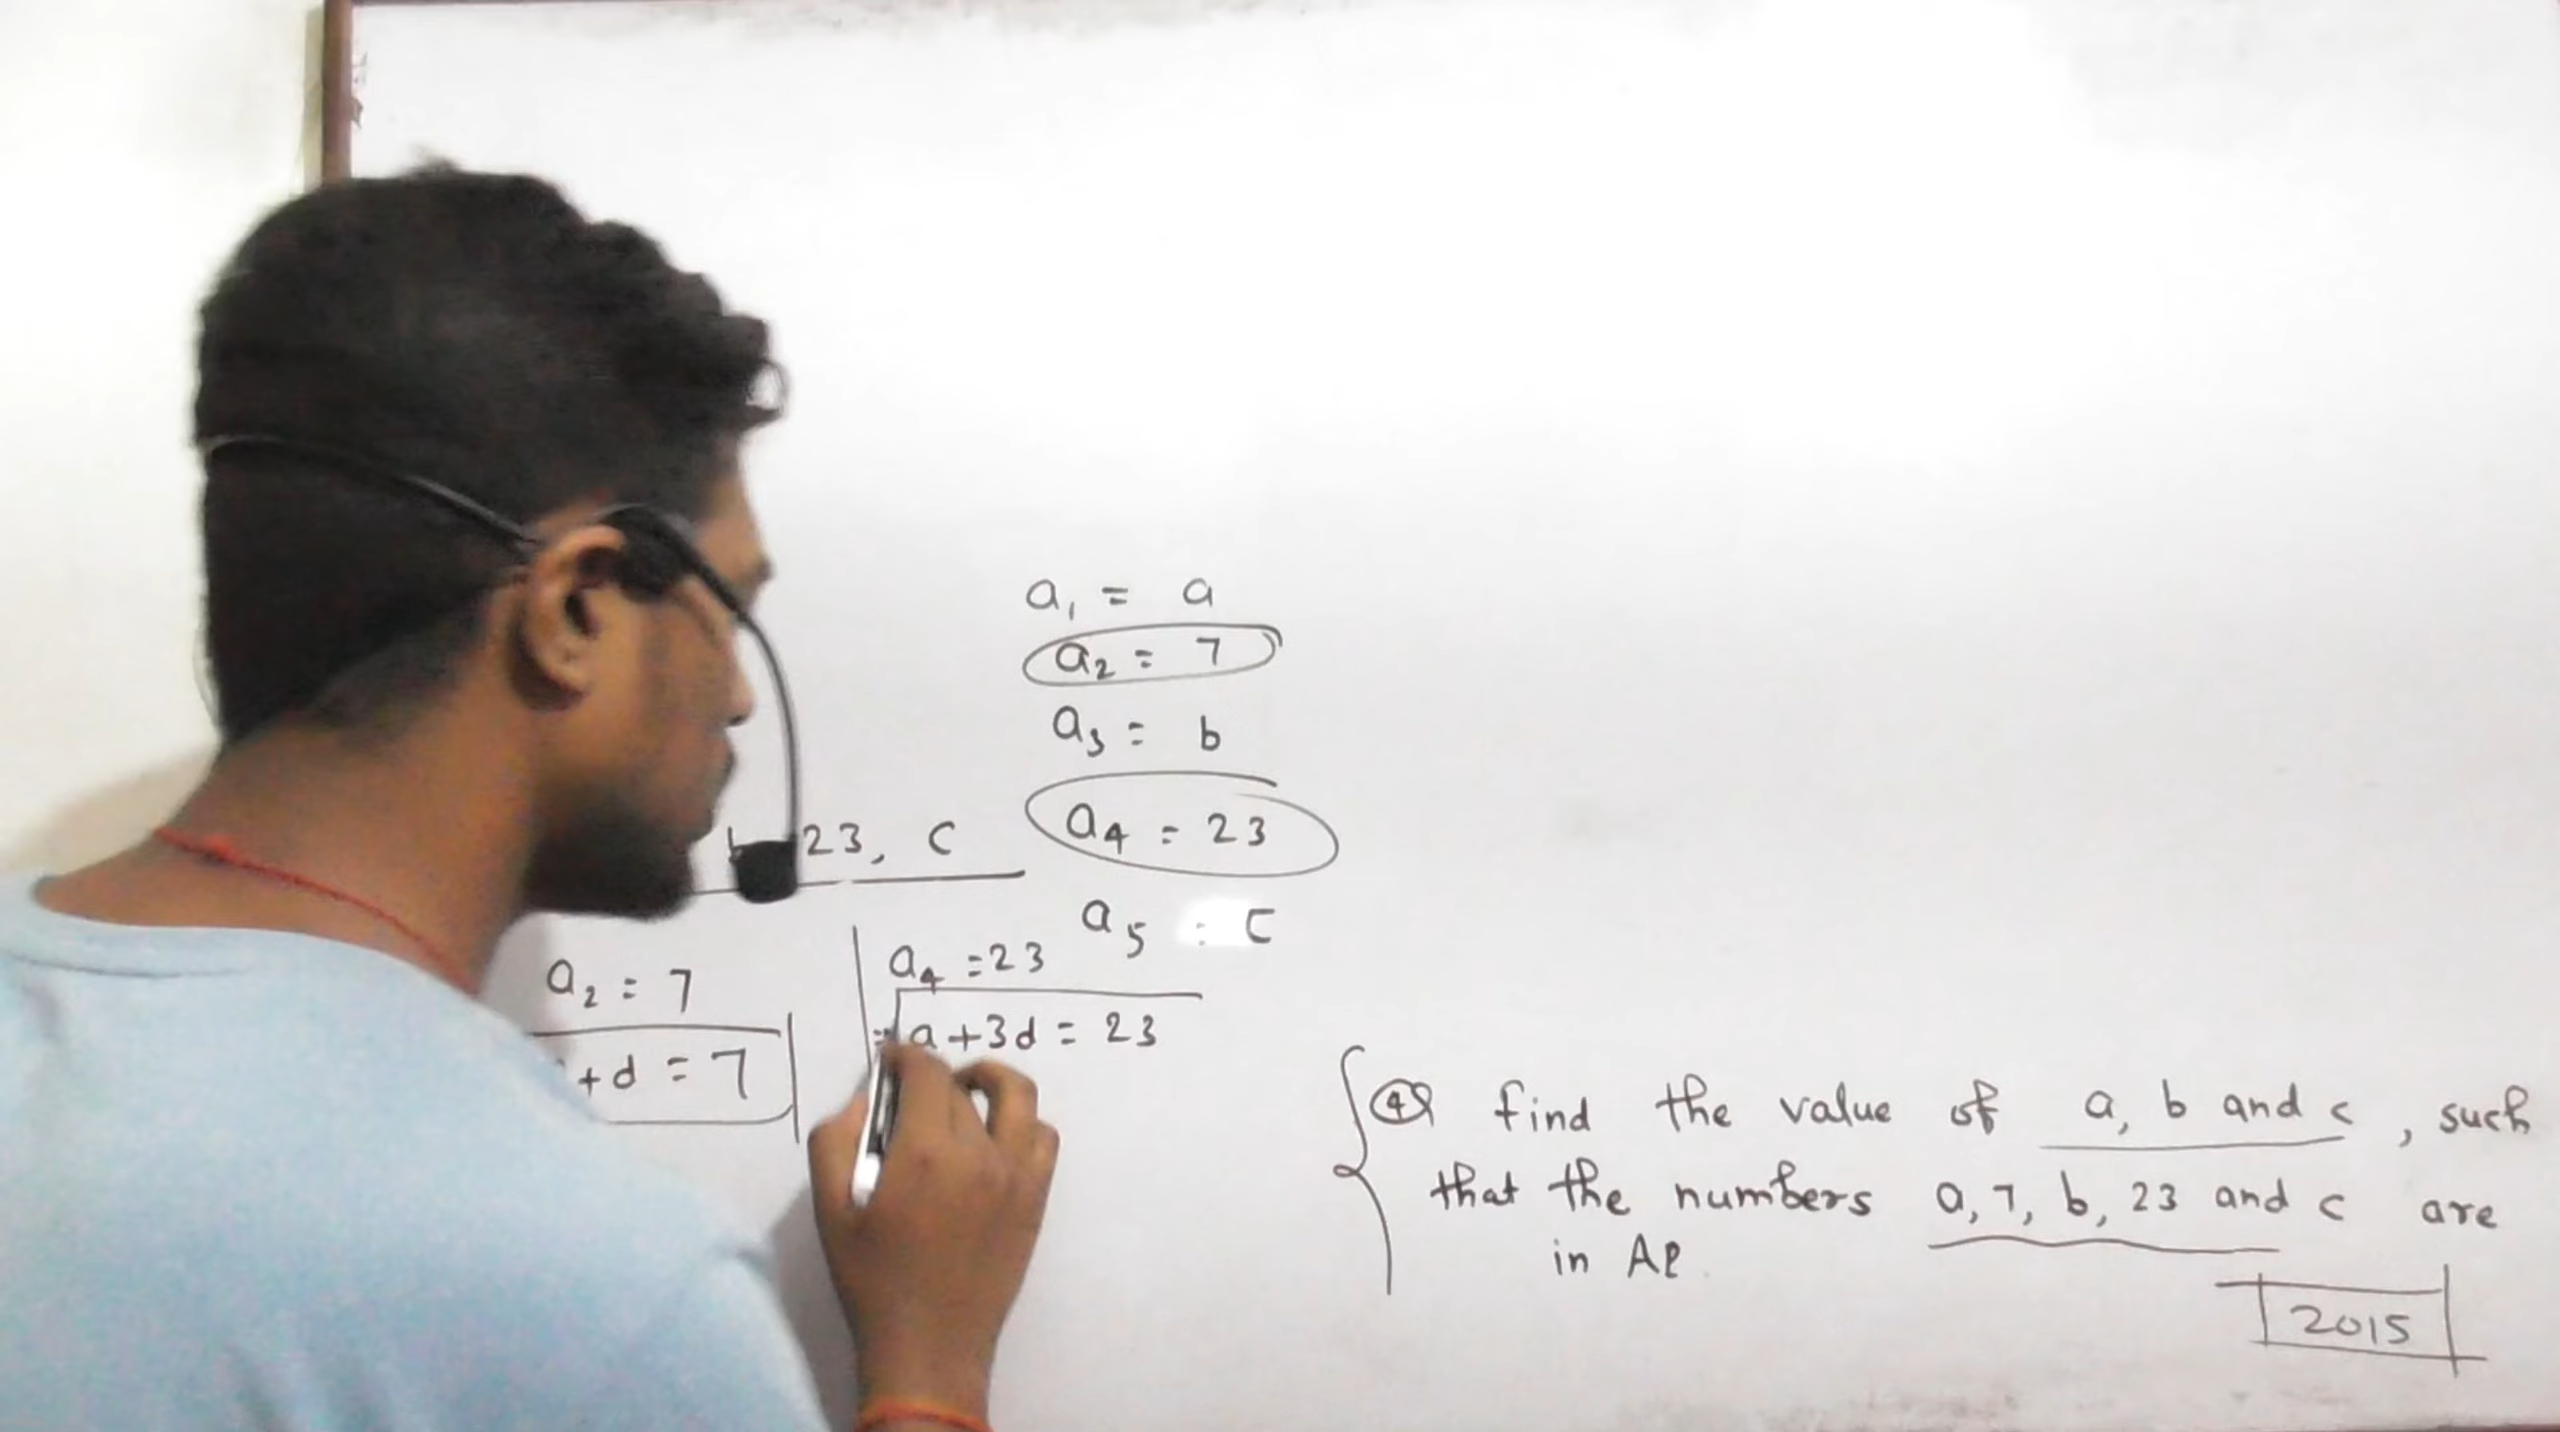 a₁ = a
a₂ = 7
a₃ = b
a₄ = 23
a₅ = c
23, c
a₂ = 7
+ d = 7
a₄ = 23
a + 3d = 23
④ find the value of a, b and c, such
that the numbers a, 7, b, 23 and c are
in AP
2015